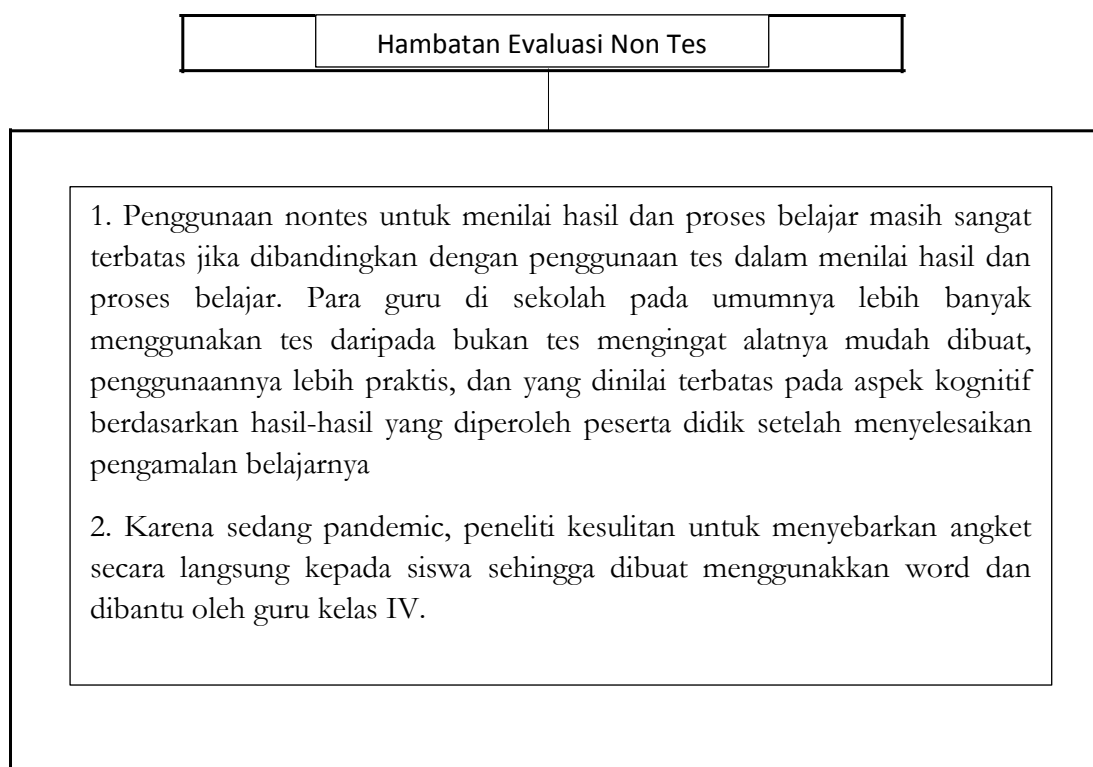 Hambatan Evaluasi Non Tes
1. Penggunaan nontes untuk menilai hasil dan proses belajar masih sangat
terbatas jika dibandingkan dengan penggunaan tes dalam menilai hasil dan
proses belajar. Para guru di sekolah pada umumnya lebih banyak
menggunakan tes daripada bukan tes mengingat alatnya mudah dibuat,
penggunaannya lebih praktis, dan yang dinilai terbatas pada aspek kognitif
berdasarkan hasil-hasil yang diperoleh peserta didik setelah menyelesaikan
pengamalan belajarnya
2. Karena sedang pandemic, peneliti kesulitan untuk menyebarkan angket
secara langsung kepada siswa sehingga dibuat menggunakkan word dan
dibantu oleh guru kelas IV.